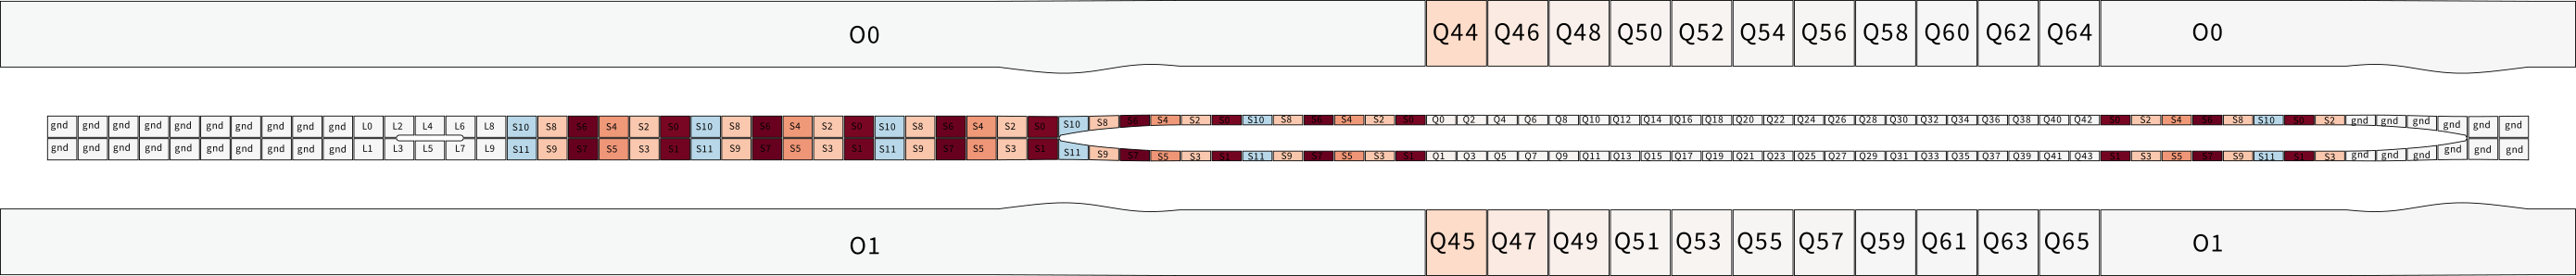 O0 Q44 Q46 Q48 Q50 Q52 Q54 Q56 Q58 Q60 Q62 Q64 O0
gnd gnd gnd gnd gnd gnd gnd gnd gnd gnd L0 L2 L4 L6 L8 S10 S8 S6 S4 S2 S0 S10 S8 S6 S4 S2 S0 S10 S8 S6 S4 S2 S0 S10 S8 S6 S4 S2 S0 S10 S8 S6 S4 S2 S0 Q0 Q2 Q4 Q6 Q8 Q10 Q12 Q14 Q16 Q18 Q20 Q22 Q24 Q26 Q28 Q30 Q32 Q34 Q36 Q38 Q40 Q42 S0 S2 S4 S6 S8 S10 S0 S2 gnd gnd gnd gnd gnd gnd
gnd gnd gnd gnd gnd gnd gnd gnd gnd gnd L1 L3 L5 L7 L9 S11 S9 S7 S5 S3 S1 S11 S9 S7 S5 S3 S1 S11 S9 S7 S5 S3 S1 S11 S9 S7 S5 S3 S1 S11 S9 S7 S5 S3 S1 Q1 Q3 Q5 Q7 Q9 Q11 Q13 Q15 Q17 Q19 Q21 Q23 Q25 Q27 Q29 Q31 Q33 Q35 Q37 Q39 Q41 Q43 S1 S3 S5 S7 S9 S11 S1 S3 gnd gnd gnd gnd gnd gnd
O1 Q45 Q47 Q49 Q51 Q53 Q55 Q57 Q59 Q61 Q63 Q65 O1